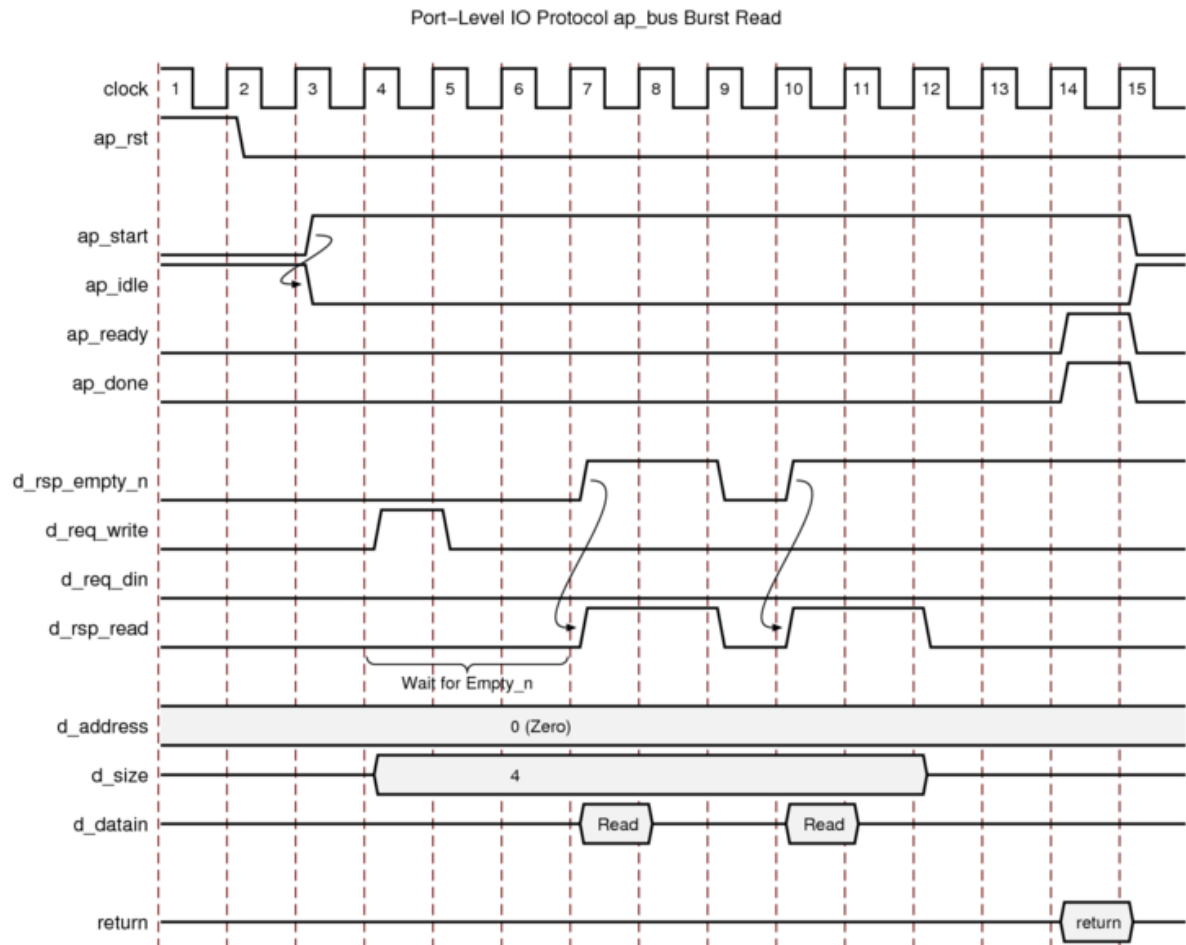 Port–Level IO Protocol ap_bus Burst Read
clock 1 2 3 4 5 6 7 8 9 10 11 12 13 14 15
ap_rst
ap_start
ap_idle
ap_ready
ap_done
d_rsp_empty_n
d_req_write
d_req_din
d_rsp_read
Wait for Empty_n
d_address 0 (Zero)
d_size 4
d_datain Read Read
return return